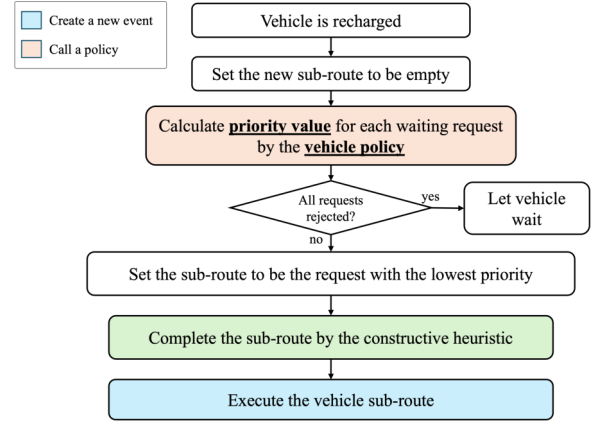 Create a new event
Call a policy
Vehicle is recharged
Set the new sub-route to be empty
Calculate priority value for each waiting request
by the vehicle policy
All requests
rejected?
yes
Let vehicle
wait
no
Set the sub-route to be the request with the lowest priority
Complete the sub-route by the constructive heuristic
Execute the vehicle sub-route